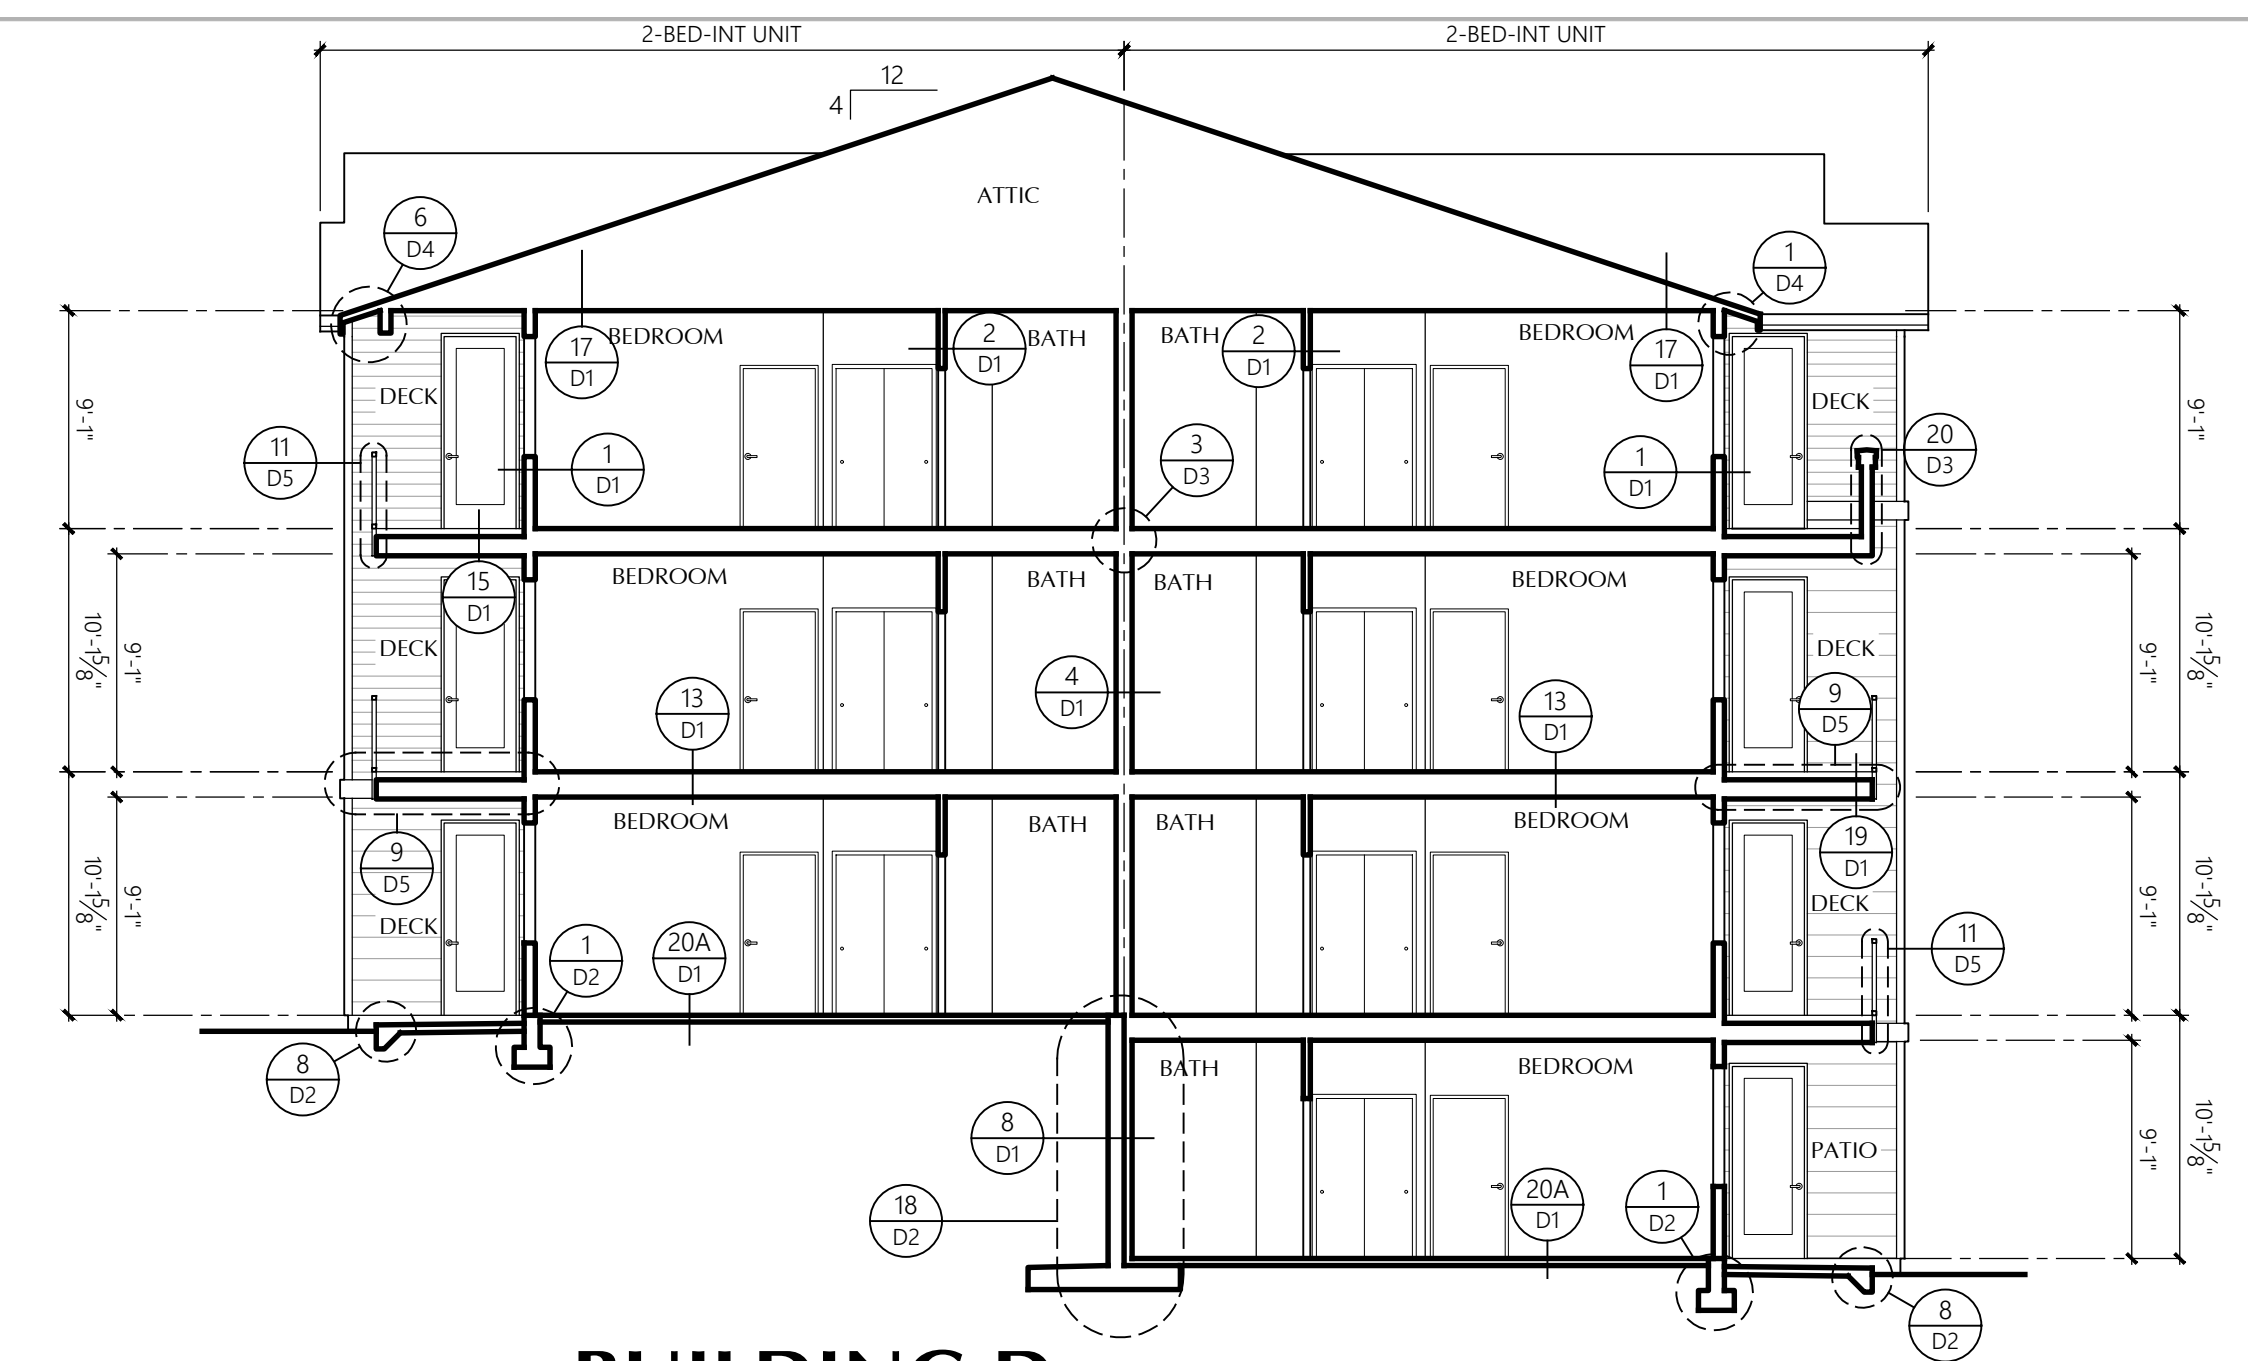 2-BED-INT UNIT
2-BED-INT UNIT
12
4
ATTIC
6
D4
1
D4
BEDROOM
17
D1
2
D1
BATH
BATH
2
D1
BEDROOM
17
D1
DECK
DECK
9'-1"
9'-1"
11
D5
1
D1
3
D3
1
D1
20
D3
15
D1
BEDROOM
BATH
BATH
BEDROOM
DECK
DECK
10'-1 5/8"
9'-1"
9'-1"
10'-1 5/8"
13
D1
4
D1
13
D1
9
D5
BEDROOM
BATH
BATH
BEDROOM
9
D5
19
D1
DECK
DECK
10'-1 5/8"
9'-1"
9'-1"
10'-1 5/8"
1
D2
20A
D1
11
D5
8
D2
BATH
BEDROOM
8
D1
PATIO
9'-1"
10'-1 5/8"
18
D2
20A
D1
1
D2
8
D2
BUILDING D